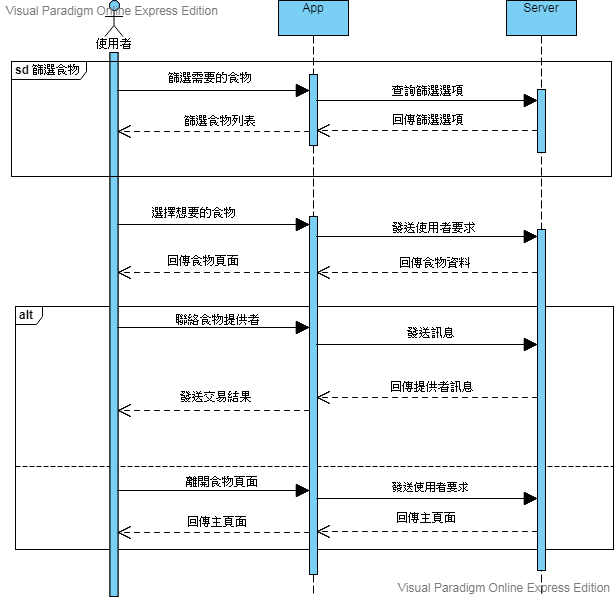 Visual Paradigm Online Express Edition
App
Server
使用者
sd 篩選食物
篩選需要的食物
查詢篩選選項
篩選食物列表
回傳篩選選項
選擇想要的食物
發送使用者要求
回傳食物頁面
回傳食物資料
alt
聯絡食物提供者
發送訊息
回傳提供者訊息
發送交易結果
離開食物頁面
發送使用者要求
回傳主頁面
回傳主頁面
Visual Paradigm Online Express Edition